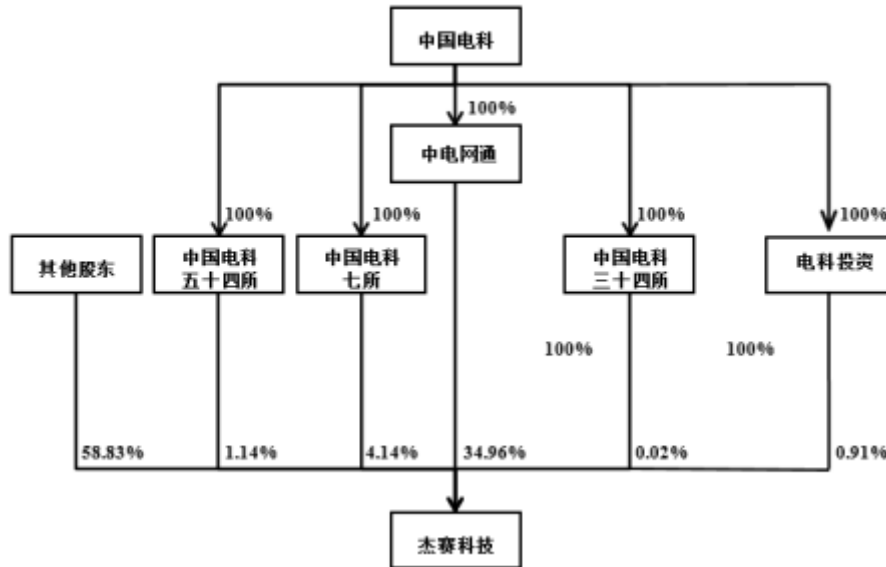 中国电科
100%
中电网通
100%
100%
100%
100%
其他股东
中国电科
五十四所
中国电科
七所
中国电科
三十四所
电科投资
100%
100%
58.83%
1.14%
4.14%
34.96%
0.02%
0.91%
杰赛科技